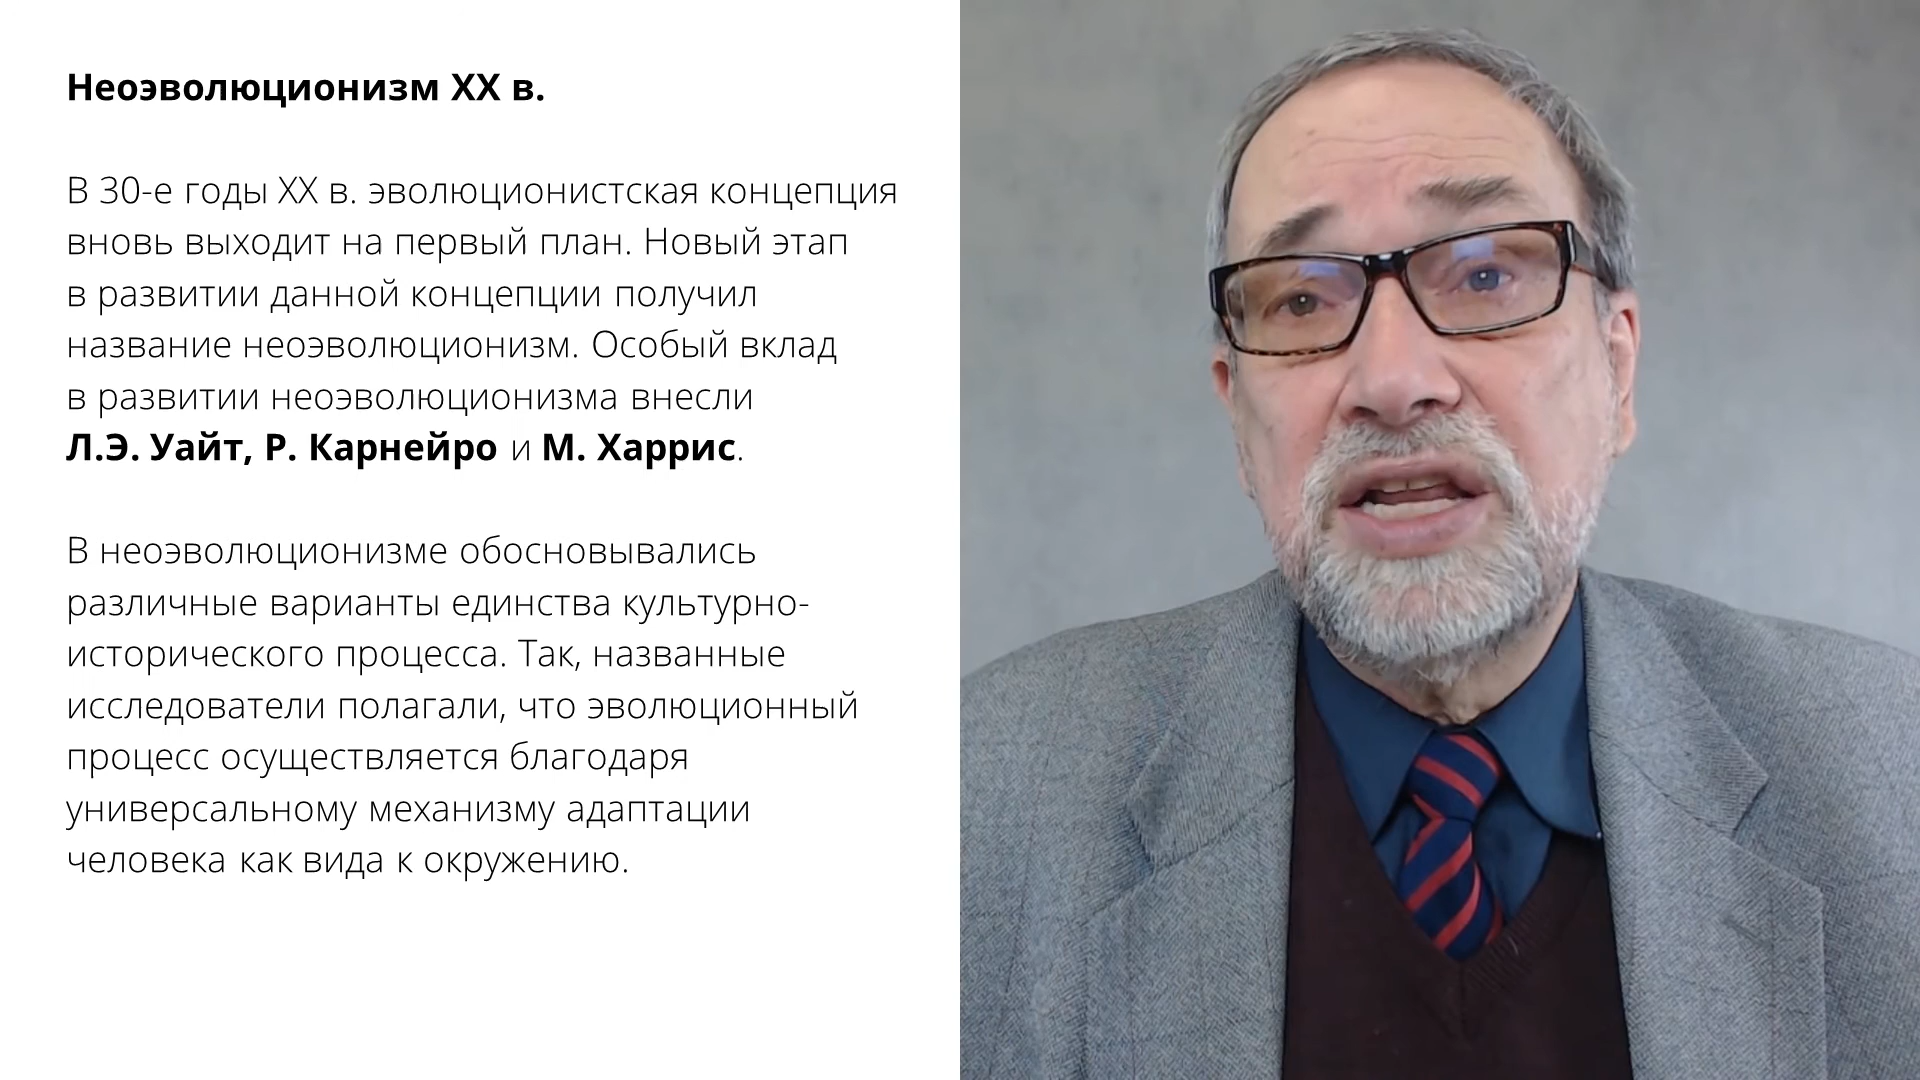 Неоэволюционизм XX в.
В 30-е годы XX в. эволюционистская концепция
вновь выходит на первый план. Новый этап
в развитии данной концепции получил
название неоэволюционизм. Особый вклад
в развитии неоэволюционизма внесли
Л.Э. Уайт, Р. Карнейро и М. Харрис.
В неоэволюционизме обосновывались
различные варианты единства культурно-
исторического процесса. Так, названные
исследователи полагали, что эволюционный
процесс осуществляется благодаря
универсальному механизму адаптации
человека как вида к окружению.